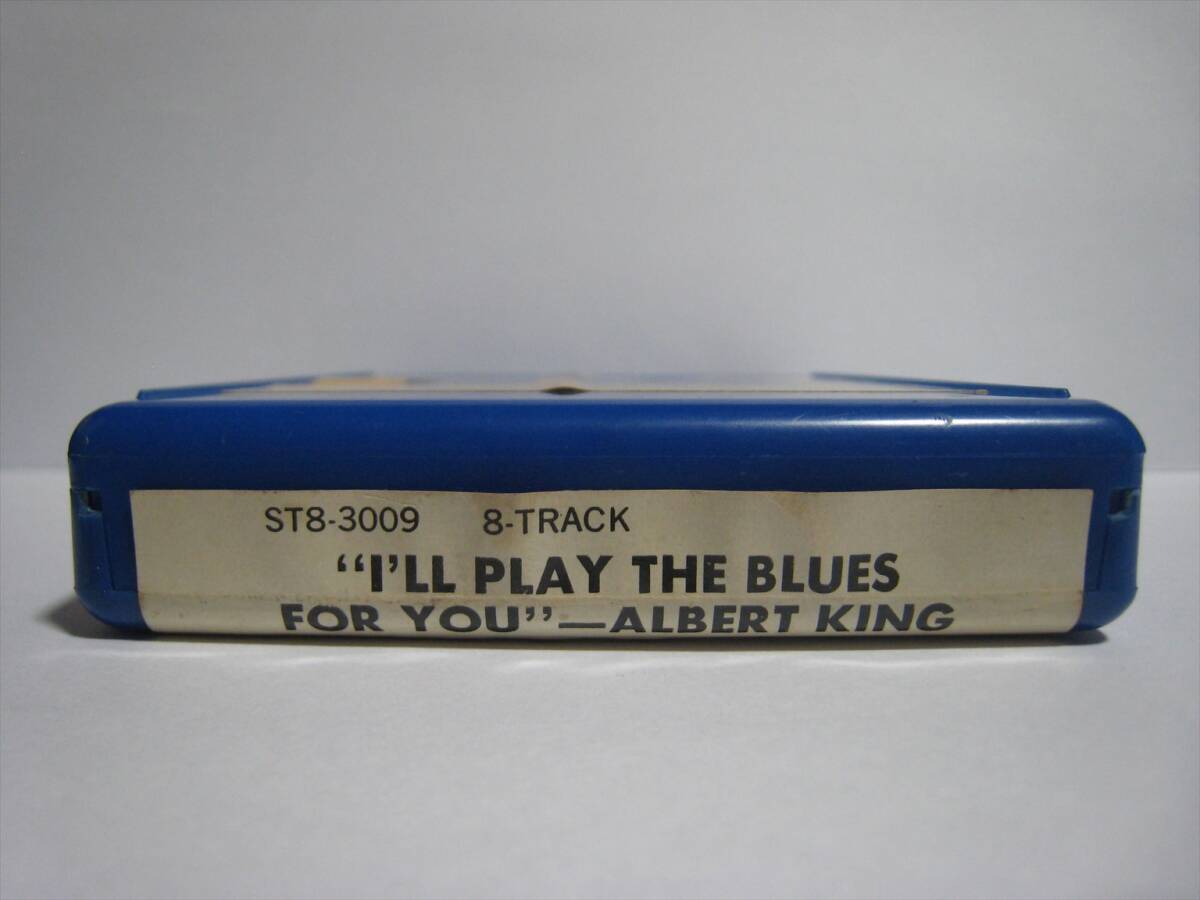 ST8-3009 8-TRACK
“I’LL PLAY THE BLUES
FOR YOU”—ALBERT KING